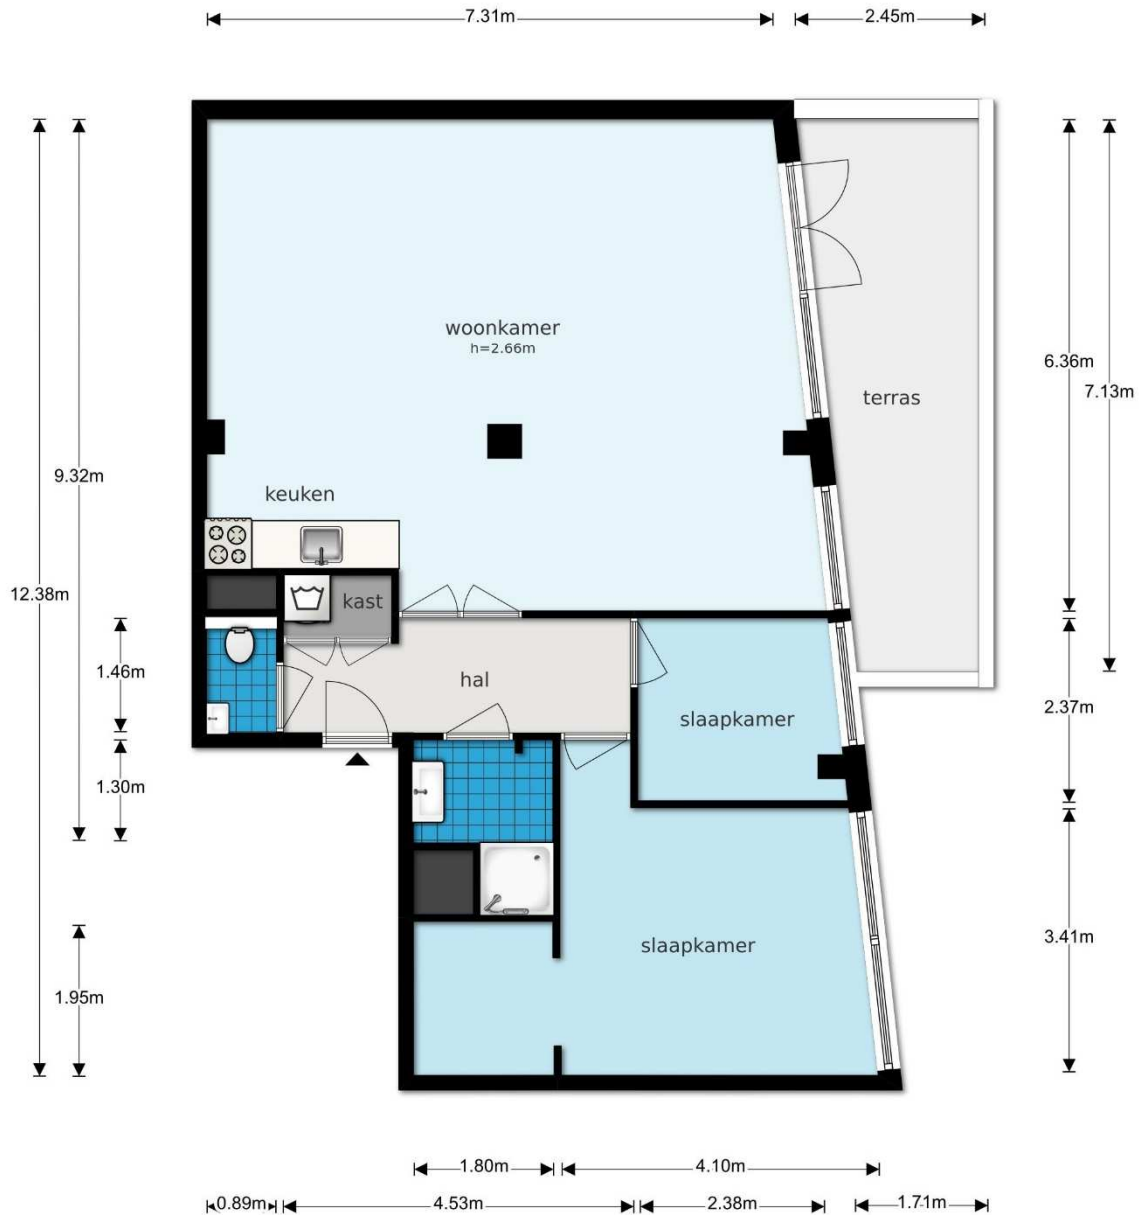 7.31m
2.45m
woonkamer
h=2.66m
6.36m
7.13m
terras
9.32m
keuken
12.38m
kast
1.46m
hal
slaapkamer
2.37m
1.30m
3.41m
slaapkamer
1.95m
1.80m
4.10m
0.89m
4.53m
2.38m
1.71m